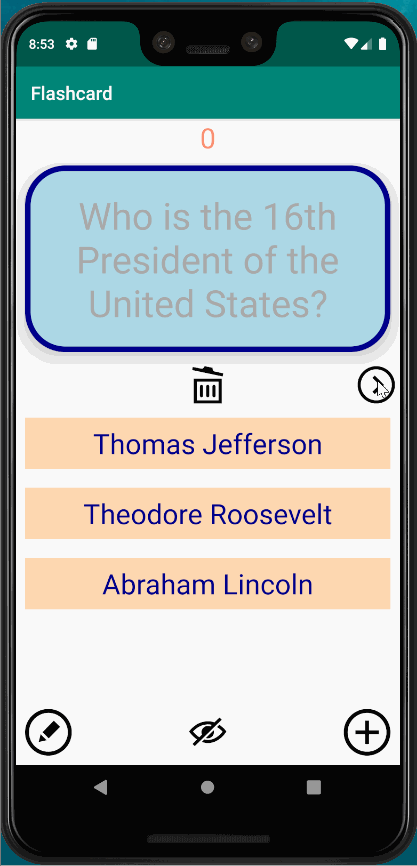 8:53
Flashcard
0
Who is the 16th
President of the
United States?
Thomas Jefferson
Theodore Roosevelt
Abraham Lincoln